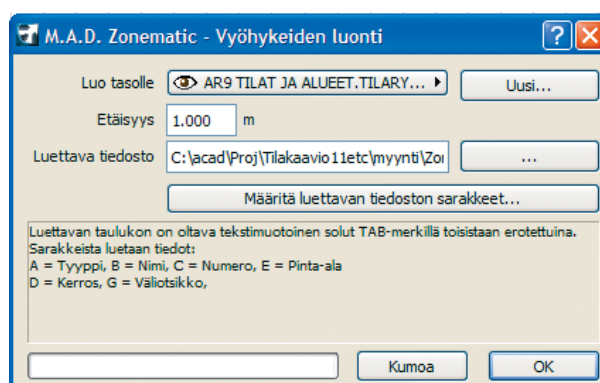 M.A.D. Zonematic - Vyöhykeiden luonti
Luo tasolle AR9 TILAT JA ALUEET.TILARY... Uusi...
Etäisyys 1.000 m
Luettava tiedosto C:\acad\Proj\Tilakaavio11etc\myynti\Zo ...
Määritä luettavan tiedoston sarakkeet...
Luettavan taulukon on oltava tekstimuotoinen solut TAB-merkillä toisistaan erotettuina.
Sarakkeista luetaan tiedot:
A = Tyyppi, B = Nimi, C = Numero, E = Pinta-ala
D = Kerros, G = Väliotsikko,
Kumoa OK